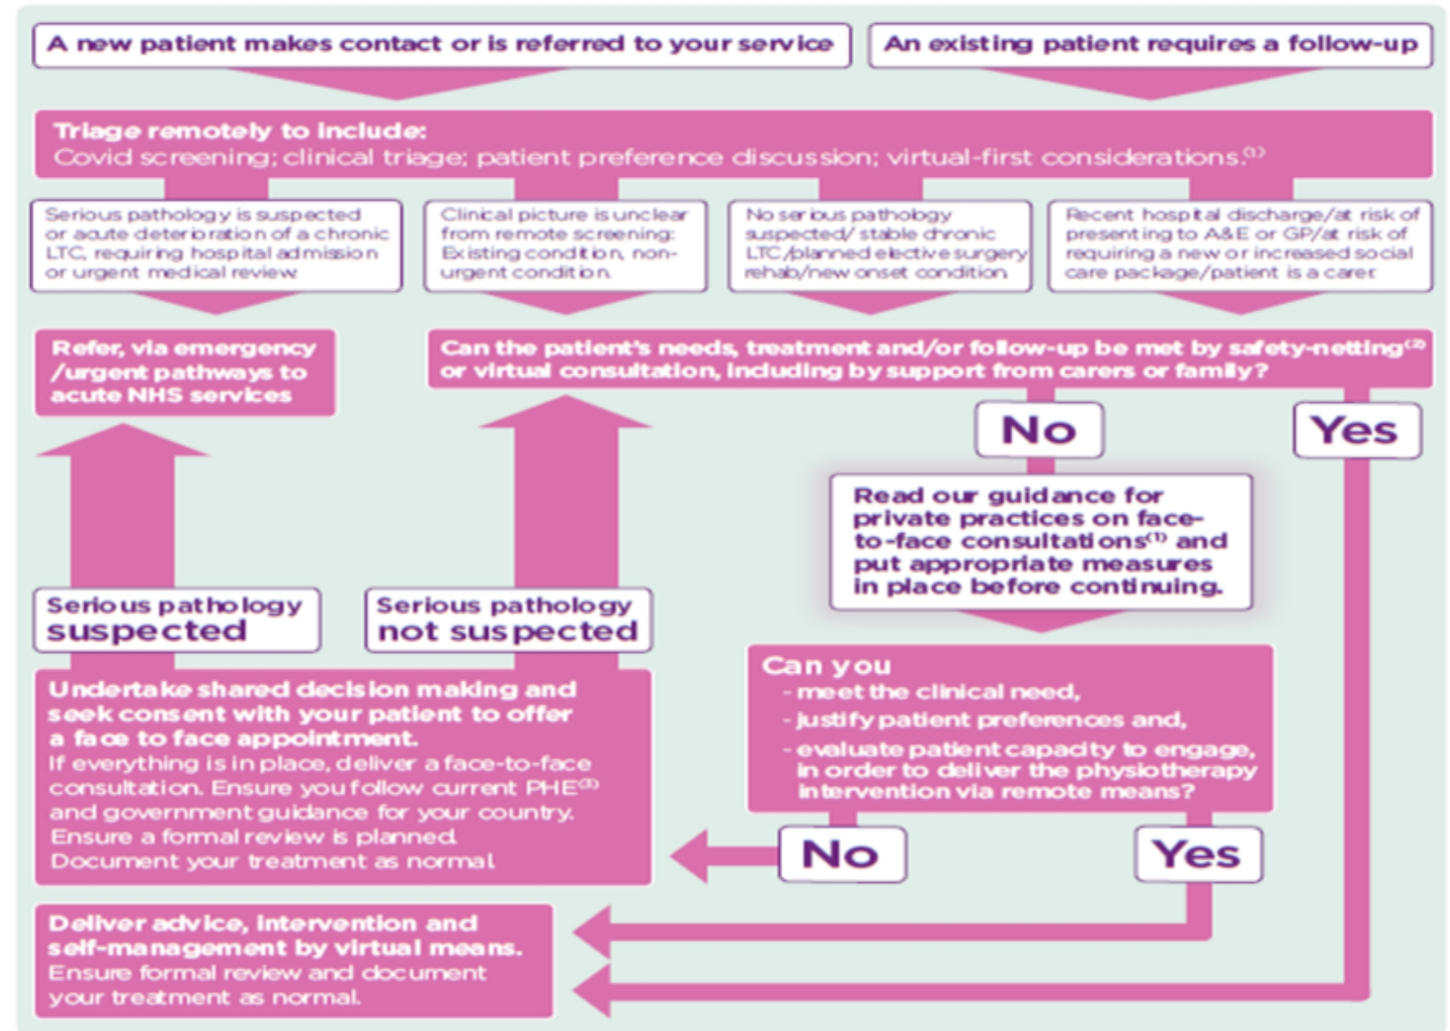 A new patient makes contact or is referred to your service
An existing patient requires a follow-up
Triage remotely to include:
Covid screening; clinical triage; patient preference discussion; virtual-first considerations.(1)
Serious pathology is suspected
or acute deterioration of a chronic
LTC, requiring hospital admission
or urgent medical review.
Clinical picture is unclear
from remote screening:
Existing condition, non-
urgent condition.
No serious pathology
suspected/ stable chronic
LTC/planned elective surgery
rehab/new onset condition
Recent hospital discharge/at risk of
presenting to A&E or GP/at risk of
requiring a new or increased social
care package/patient is a carer.
Refer, via emergency
/urgent pathways to
acute NHS services
Can the patient's needs, treatment and/or follow-up be met by safety-netting(2)
or virtual consultation, including by support from carers or family?
No
Yes
Read our guidance for
private practices on face-
to-face consultations(1) and
put appropriate measures
in place before continuing.
Serious pathology
suspected
Serious pathology
not suspected
Can you
- meet the clinical need,
- justify patient preferences and,
- evaluate patient capacity to engage,
in order to deliver the physiotherapy
intervention via remote means?
Undertake shared decision making and
seek consent with your patient to offer
a face to face appointment.
If everything is in place, deliver a face-to-face
consultation. Ensure you follow current PHE(3)
and government guidance for your country.
Ensure a formal review is planned.
Document your treatment as normal.
No
Yes
Deliver advice, intervention and
self-management by virtual means.
Ensure formal review and document
your treatment as normal.